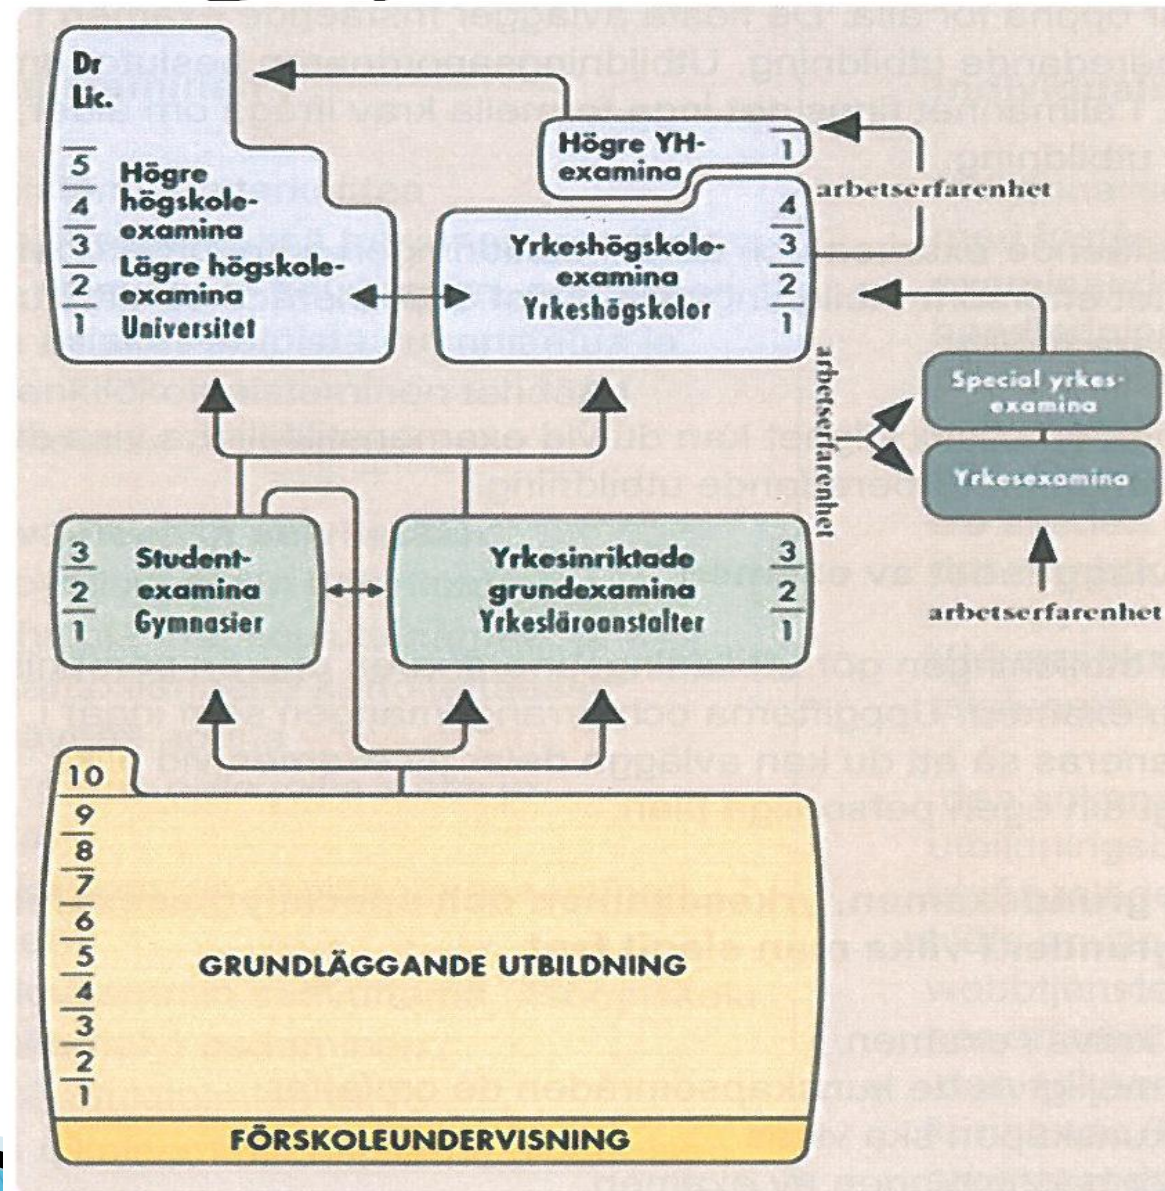 Dr
Lic.
5
4
3
2
1
Högre
högskole-
examina
Lägre högskole-
examina
Universitet
Högre YH-
examina
1
arbetserfarenhet
Yrkeshögskole-
examina
Yrkeshögskolor
4
3
2
1
arbetserfarenhet
Special yrkes-
examina
Yrkesexamina
arbetserfarenhet
3
2
1
Student-
examina
Gymnasier
Yrkesinriktade
grundexamina
Yrkesläroanstalter
3
2
1
10
9
8
7
6
5
4
3
2
1
GRUNDLÄGGANDE UTBILDNING
FÖRSKOLEUNDERVISNING